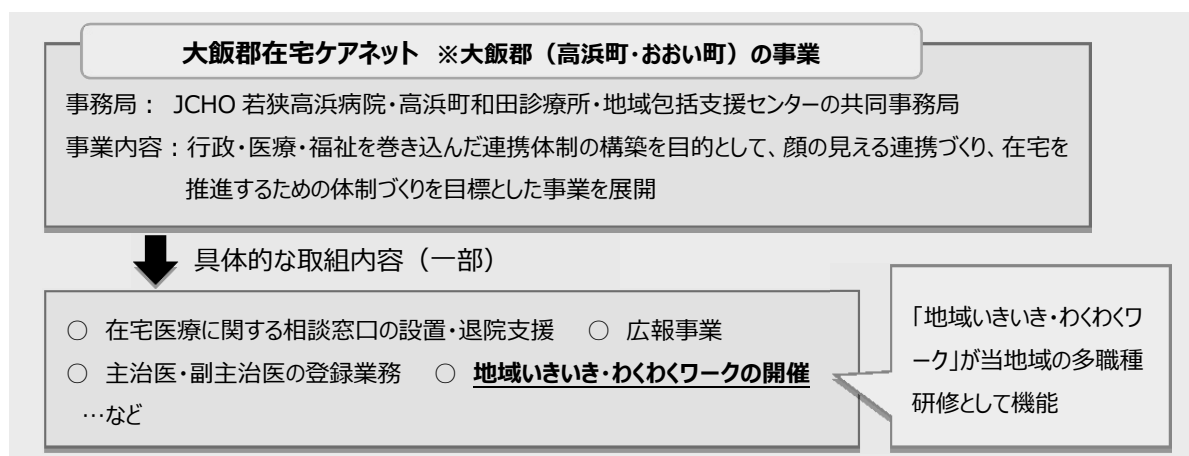 大飯郡在宅ケアネット ※大飯郡（高浜町・おおい町）の事業
事務局： JCHO 若狭高浜病院・高浜町和田診療所・地域包括支援センターの共同事務局
事業内容：行政・医療・福祉を巻き込んだ連携体制の構築を目的として、顔の見える連携づくり、在宅を
推進するための体制づくりを目標とした事業を展開
具体的な取組内容（一部）
○ 在宅医療に関する相談窓口の設置・退院支援 ○ 広報事業
○ 主治医・副主治医の登録業務 ○ 地域いきいき・わくわくワークの開催
…など
「地域いきいき・わくわくワ
ーク」が当地域の多職種
研修として機能